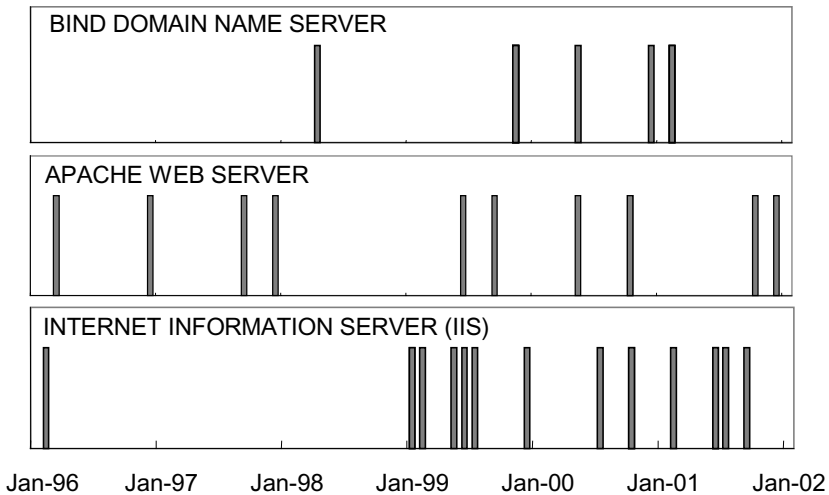 BIND DOMAIN NAME SERVER
APACHE WEB SERVER
INTERNET INFORMATION SERVER (IIS)
Jan-96 Jan-97 Jan-98 Jan-99 Jan-00 Jan-01 Jan-02